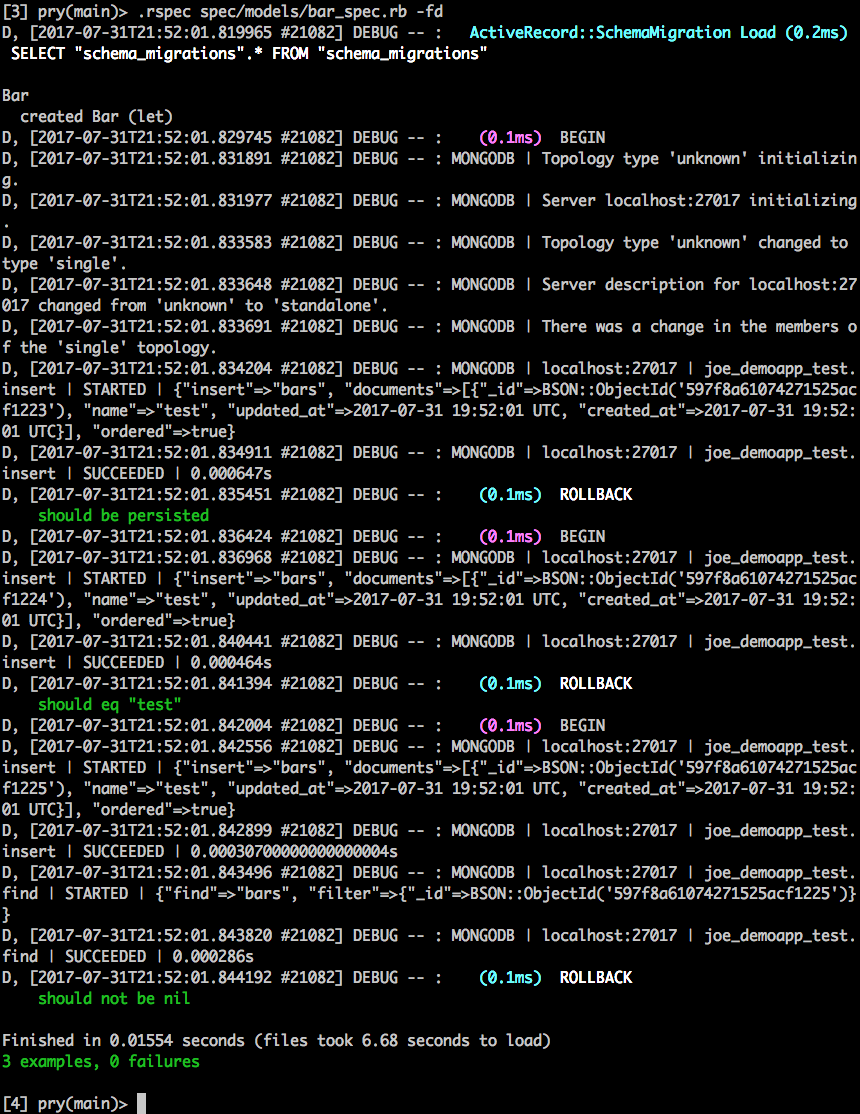 [3] pry(main)> .rspec spec/models/bar_spec.rb -fd
D, [2017-07-31T21:52:01.819965 #21082] DEBUG -- :   ActiveRecord::SchemaMigration Load (0.2ms)
 SELECT "schema_migrations".* FROM "schema_migrations"
Bar
  created Bar (let)
D, [2017-07-31T21:52:01.829745 #21082] DEBUG -- :    (0.1ms)  BEGIN
D, [2017-07-31T21:52:01.831891 #21082] DEBUG -- : MONGODB | Topology type 'unknown' initializin
g.
D, [2017-07-31T21:52:01.831977 #21082] DEBUG -- : MONGODB | Server localhost:27017 initializing
.
D, [2017-07-31T21:52:01.833583 #21082] DEBUG -- : MONGODB | Topology type 'unknown' changed to
type 'single'.
D, [2017-07-31T21:52:01.833648 #21082] DEBUG -- : MONGODB | Server description for localhost:27
017 changed from 'unknown' to 'standalone'.
D, [2017-07-31T21:52:01.833691 #21082] DEBUG -- : MONGODB | There was a change in the members o
f the 'single' topology.
D, [2017-07-31T21:52:01.834204 #21082] DEBUG -- : MONGODB | localhost:27017 | joe_demoapp_test.
insert | STARTED | {"insert"=>"bars", "documents"=>[{"_id"=>BSON::ObjectId('597f8a61074271525ac
f1223'), "name"=>"test", "updated_at"=>2017-07-31 19:52:01 UTC, "created_at"=>2017-07-31 19:52:
01 UTC}], "ordered"=>true}
D, [2017-07-31T21:52:01.834911 #21082] DEBUG -- : MONGODB | localhost:27017 | joe_demoapp_test.
insert | SUCCEEDED | 0.000647s
D, [2017-07-31T21:52:01.835451 #21082] DEBUG -- :    (0.1ms)  ROLLBACK
    should be persisted
D, [2017-07-31T21:52:01.836424 #21082] DEBUG -- :    (0.1ms)  BEGIN
D, [2017-07-31T21:52:01.836968 #21082] DEBUG -- : MONGODB | localhost:27017 | joe_demoapp_test.
insert | STARTED | {"insert"=>"bars", "documents"=>[{"_id"=>BSON::ObjectId('597f8a61074271525ac
f1224'), "name"=>"test", "updated_at"=>2017-07-31 19:52:01 UTC, "created_at"=>2017-07-31 19:52:
01 UTC}], "ordered"=>true}
D, [2017-07-31T21:52:01.840441 #21082] DEBUG -- : MONGODB | localhost:27017 | joe_demoapp_test.
insert | SUCCEEDED | 0.000464s
D, [2017-07-31T21:52:01.841394 #21082] DEBUG -- :    (0.1ms)  ROLLBACK
    should eq "test"
D, [2017-07-31T21:52:01.842004 #21082] DEBUG -- :    (0.1ms)  BEGIN
D, [2017-07-31T21:52:01.842556 #21082] DEBUG -- : MONGODB | localhost:27017 | joe_demoapp_test.
insert | STARTED | {"insert"=>"bars", "documents"=>[{"_id"=>BSON::ObjectId('597f8a61074271525ac
f1225'), "name"=>"test", "updated_at"=>2017-07-31 19:52:01 UTC, "created_at"=>2017-07-31 19:52:
01 UTC}], "ordered"=>true}
D, [2017-07-31T21:52:01.842899 #21082] DEBUG -- : MONGODB | localhost:27017 | joe_demoapp_test.
insert | SUCCEEDED | 0.00030700000000000004s
D, [2017-07-31T21:52:01.843496 #21082] DEBUG -- : MONGODB | localhost:27017 | joe_demoapp_test.
find | STARTED | {"find"=>"bars", "filter"=>{"_id"=>BSON::ObjectId('597f8a61074271525acf1225')}
}
D, [2017-07-31T21:52:01.843820 #21082] DEBUG -- : MONGODB | localhost:27017 | joe_demoapp_test.
find | SUCCEEDED | 0.000286s
D, [2017-07-31T21:52:01.844192 #21082] DEBUG -- :    (0.1ms)  ROLLBACK
    should not be nil
Finished in 0.01554 seconds (files took 6.68 seconds to load)
3 examples, 0 failures
[4] pry(main)>